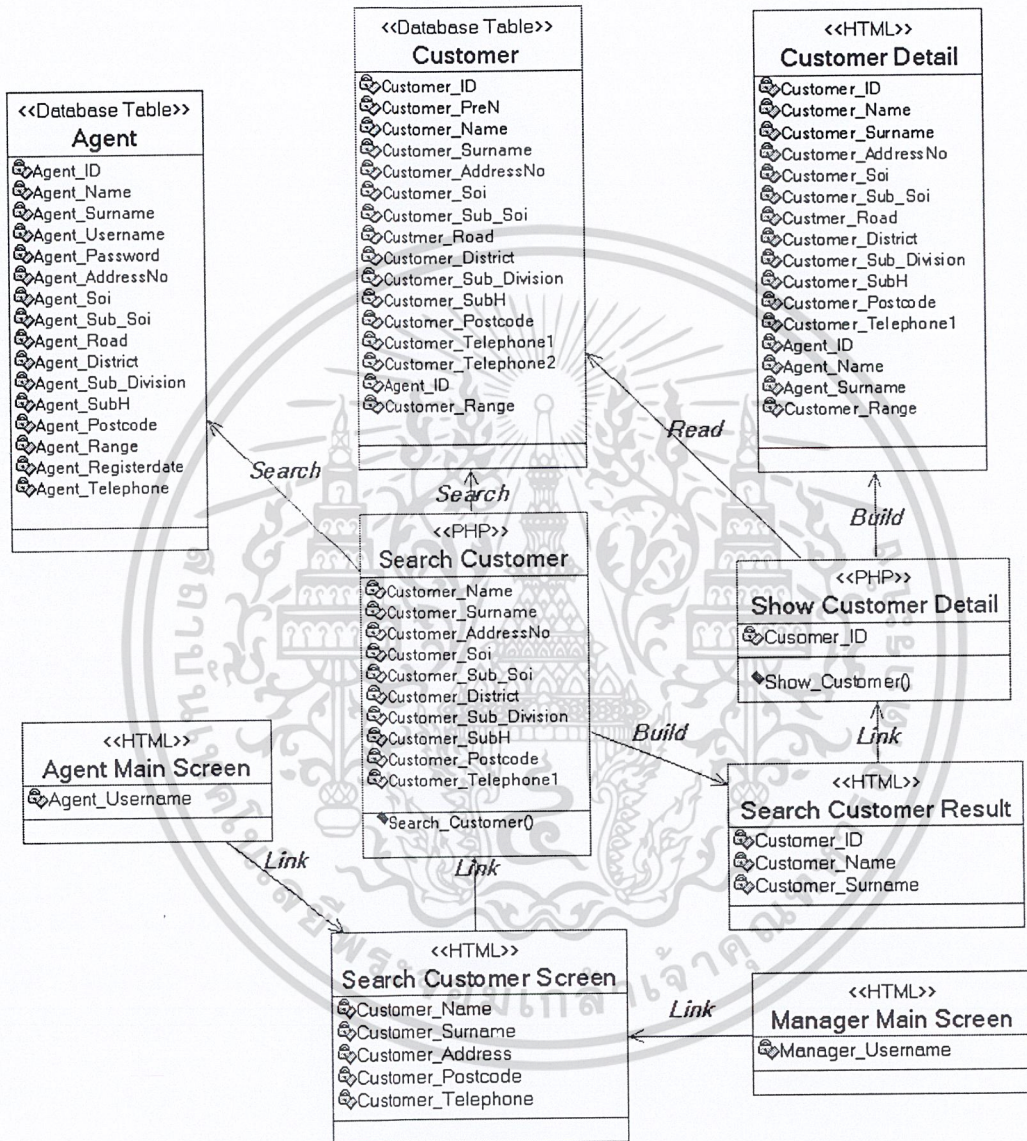 <<Database Table>>
Agent
Agent_ID
Agent_Name
Agent_Surname
Agent_Username
Agent_Password
Agent_AddressNo
Agent_Soi
Agent_Sub_Soi
Agent_Road
Agent_District
Agent_Sub_Division
Agent_SubH
Agent_Postcode
Agent_Range
Agent_Registerdate
Agent_Telephone
<<Database Table>>
Customer
Customer_ID
Customer_PreN
Customer_Name
Customer_Surname
Customer_AddressNo
Customer_Soi
Customer_Sub_Soi
Custmer_Road
Customer_District
Customer_Sub_Division
Customer_SubH
Customer_Postcode
Customer_Telephone1
Customer_Telephone2
Agent_ID
Customer_Range
<<HTML>>
Customer Detail
Customer_ID
Customer_Name
Customer_Surname
Customer_AddressNo
Customer_Soi
Customer_Sub_Soi
Custmer_Road
Customer_District
Customer_Sub_Division
Customer_SubH
Customer_Postcode
Customer_Telephone1
Agent_ID
Agent_Name
Agent_Surname
Customer_Range
Search
Search
Read
Build
<<PHP>>
Search Customer
Customer_Name
Customer_Surname
Customer_AddressNo
Customer_Soi
Customer_Sub_Soi
Customer_District
Customer_Sub_Division
Customer_SubH
Customer_Postcode
Customer_Telephone1
Search_Customer()
<<PHP>>
Show Customer Detail
Cusomer_ID
Show_Customer()
Build
Link
<<HTML>>
Agent Main Screen
Agent_Username
<<HTML>>
Search Customer Result
Customer_ID
Customer_Name
Customer_Surname
Link
Link
<<HTML>>
Search Customer Screen
Customer_Name
Customer_Surname
Customer_Address
Customer_Postcode
Customer_Telephone
Link
<<HTML>>
Manager Main Screen
Manager_Username